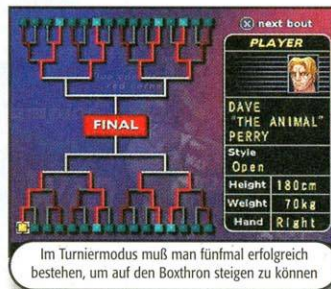 Ⓧ next bout
PLAYER
DAVE
"THE ANIMAL"
PERRY
Style
Open
Height 180cm
Weight 70kg
Hand Right
FINAL
Im Turniermodus muß man fünfmal erfolgreich
bestehen, um auf den Boxthron steigen zu können